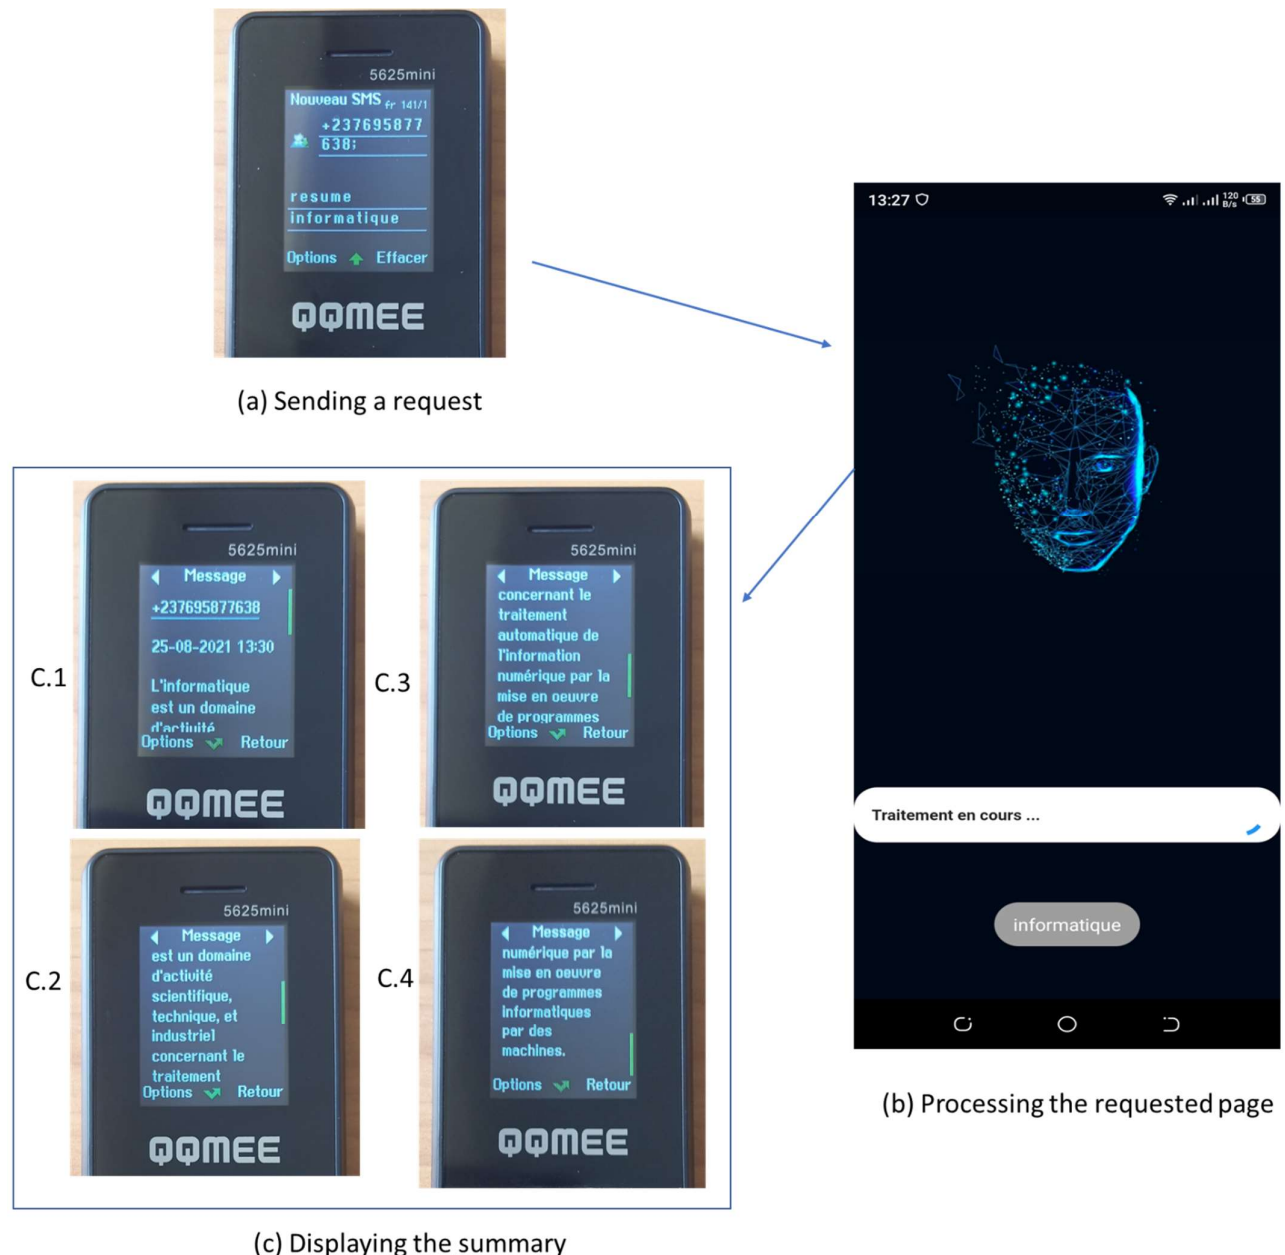 5625mini
Nouveau SMS fr 141/1
+237695877
638;
resume
informatique
Options Effacer
QQMEE
(a) Sending a request
13:27 120 B/s 55
Traitement en cours ...
informatique
(b) Processing the requested page
C.1
5625mini
Message
+237695877638
25-08-2021 13:30
L'informatique
est un domaine
d'activité
Options Retour
QQMEE
C.2
5625mini
Message
est un domaine
d'activité
scientifique,
technique, et
industriel
concernant le
traitement
Options Retour
QQMEE
C.3
5625mini
Message
concernant le
traitement
automatique de
l'information
numérique par la
mise en oeuvre
de programmes
Options Retour
QQMEE
C.4
5625mini
Message
numérique par la
mise en oeuvre
de programmes
informatiques
par des
machines.
Options Retour
QQMEE
(c) Displaying the summary